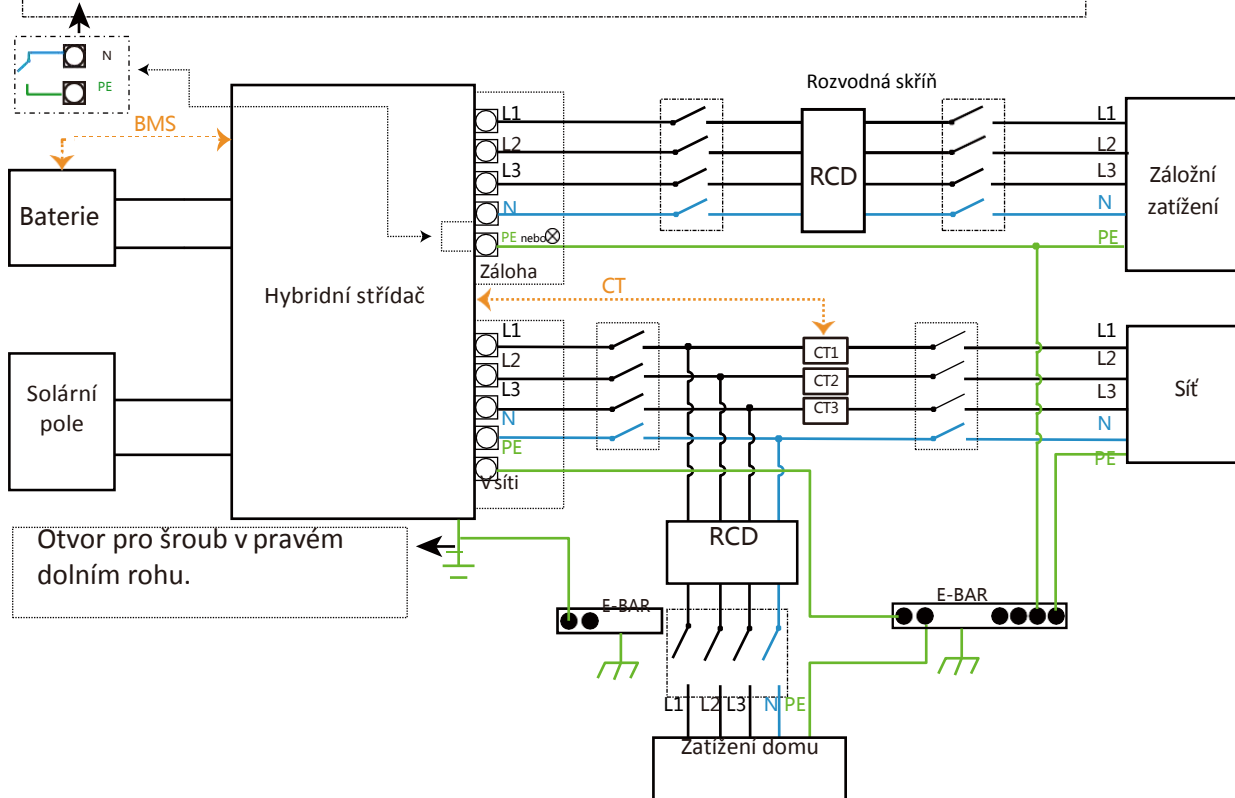 N
PE
BMS
Baterie
Hybridní střídač
Solární
pole
Otvor pro šroub v pravém
dolním rohu.
L1
L2
L3
N
PE nebo
Záloha
Rozvodná skříň
RCD
L1
L2
L3
N
PE
Záložní
zatížení
CT
L1
L2
L3
N
PE
V síti
CT1
CT2
CT3
L1
L2
L3
N
PE
Síť
RCD
E-BAR
E-BAR
L1
L2
L3
N
PE
Zatížení domu